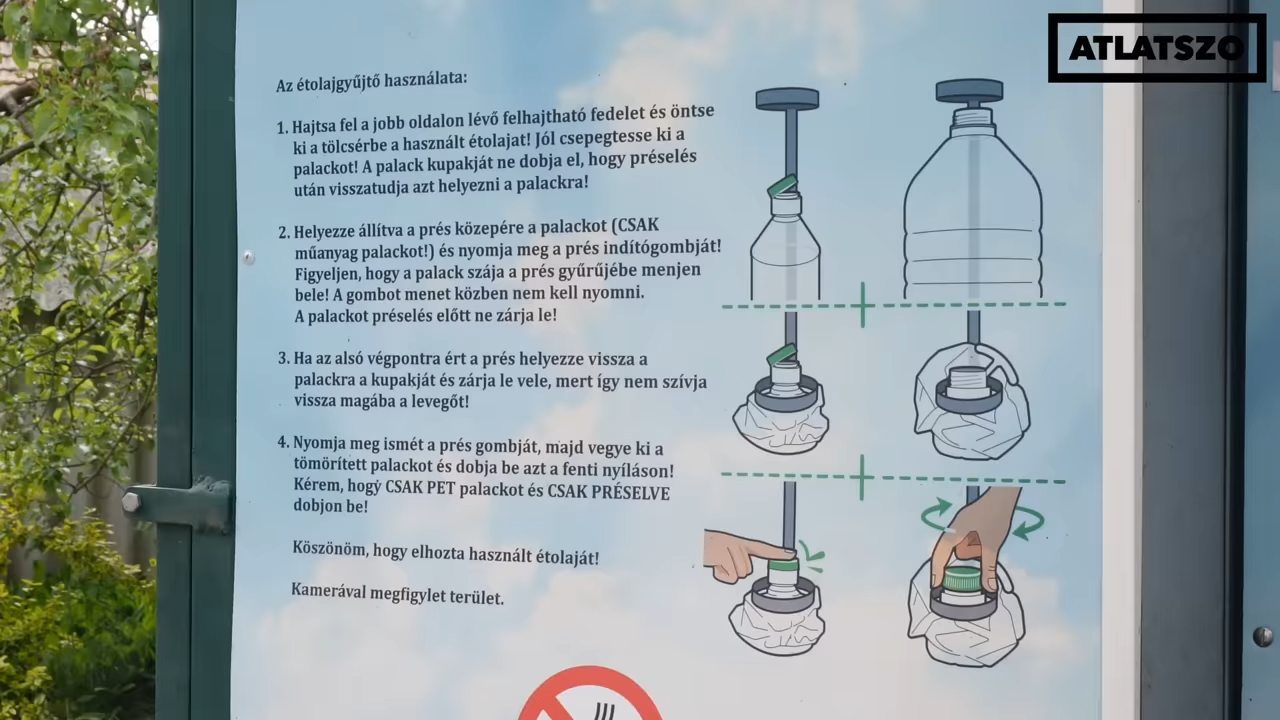 ATLATSZO
Az étolajgyűjtő használata:
1. Hajtsa fel a jobb oldalon lévő felhajtható fedelet és öntse
ki a tölcsérbe a használt étolajat! Jól csepegtesse ki a
palackot! A palack kupakját ne dobja el, hogy préselés
után visszatudja azt helyezni a palackra!
2. Helyezze állítva a prés közepére a palackot (CSAK
műanyag palackot!) és nyomja meg a prés indítógombját!
Figyeljen, hogy a palack szája a prés gyűrűjébe menjen
bele! A gombot menet közben nem kell nyomni.
A palackot préselés előtt ne zárja le!
3. Ha az alsó végpontra ért a prés helyezze vissza a
palackra a kupakját és zárja le vele, mert így nem szívja
vissza magába a levegőt!
4. Nyomja meg ismét a prés gombját, majd vegye ki a
tömörített palackot és dobja be azt a fenti nyíláson!
Kérem, hogy CSAK PET palackot és CSAK PRÉSELVE
dobjon be!
Köszönöm, hogy elhozta használt étolaját!
Kamerával megfigylet terület.